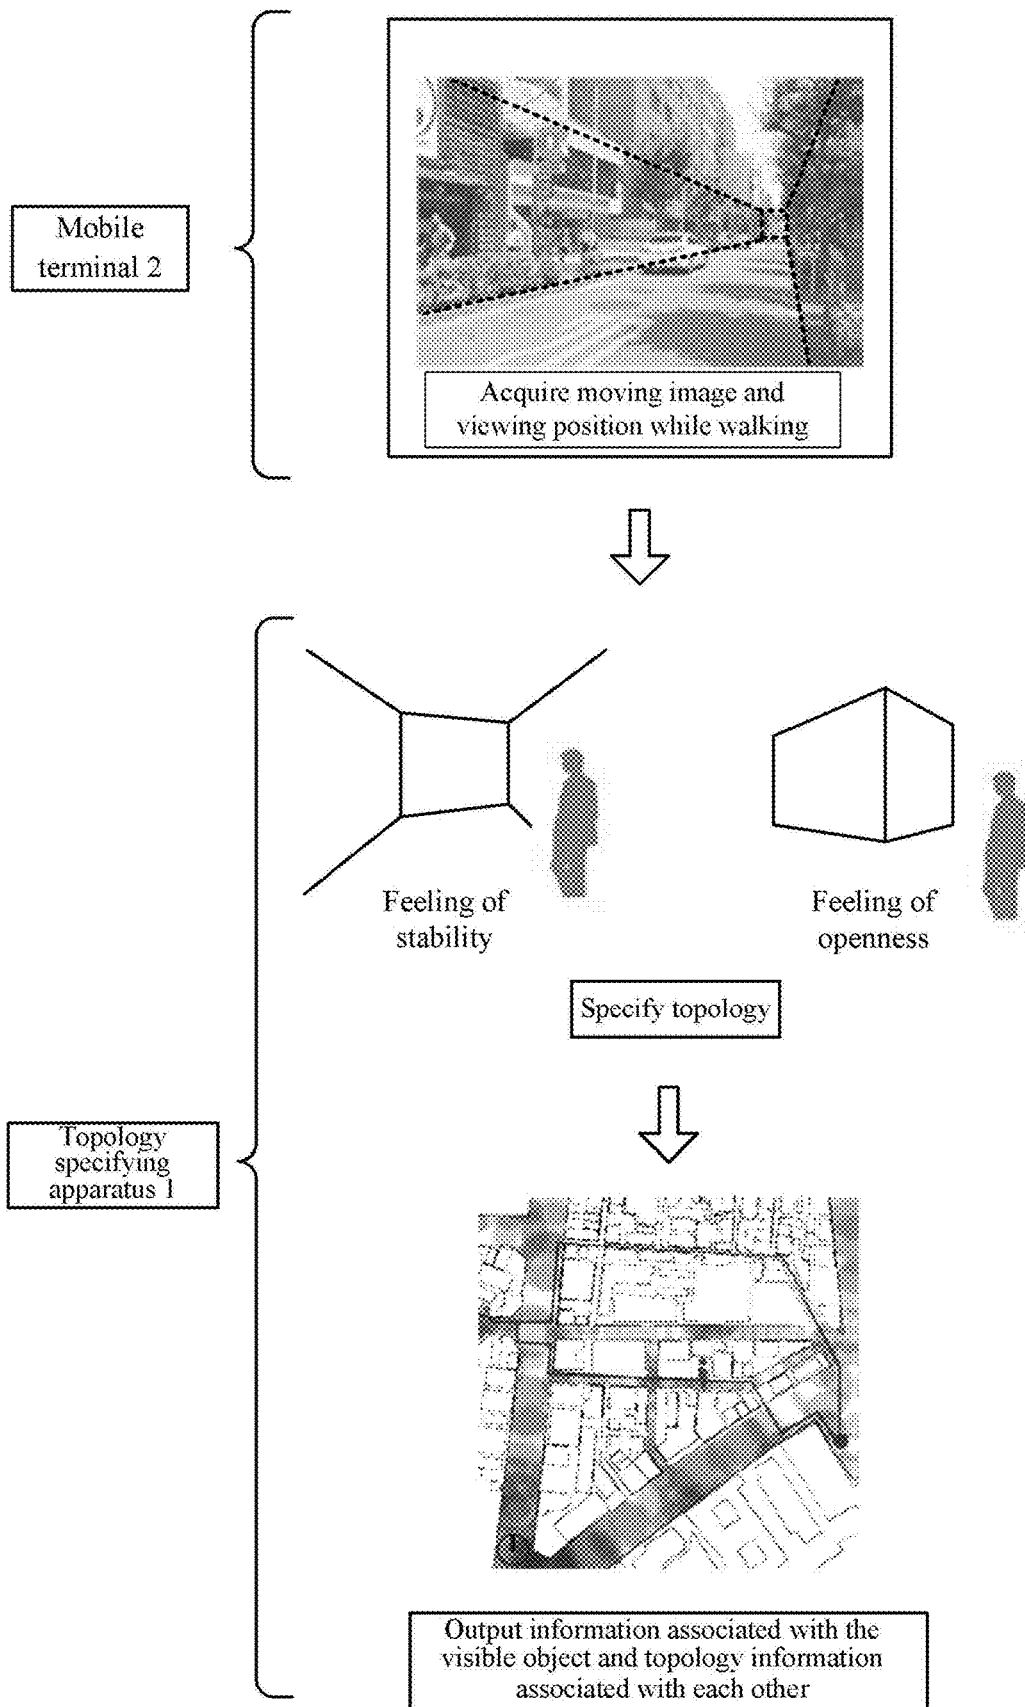 Mobile
terminal 2
Acquire moving image and
viewing position while walking
Feeling of
stability
Feeling of
openness
Specify topology
Topology
specifying
apparatus 1
Output information associated with the
visible object and topology information
associated with each other